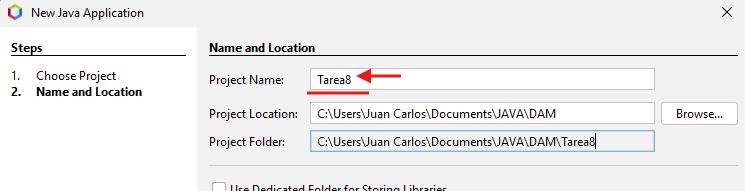 New Java Application
Steps
1. Choose Project
2. Name and Location
Name and Location
Project Name: Tarea8
Project Location: C:\Users\Juan Carlos\Documents\JAVA\DAM Browse...
Project Folder: C:\Users\Juan Carlos\Documents\JAVA\DAM\Tarea8
Use Dedicated Folder for Storing Libraries